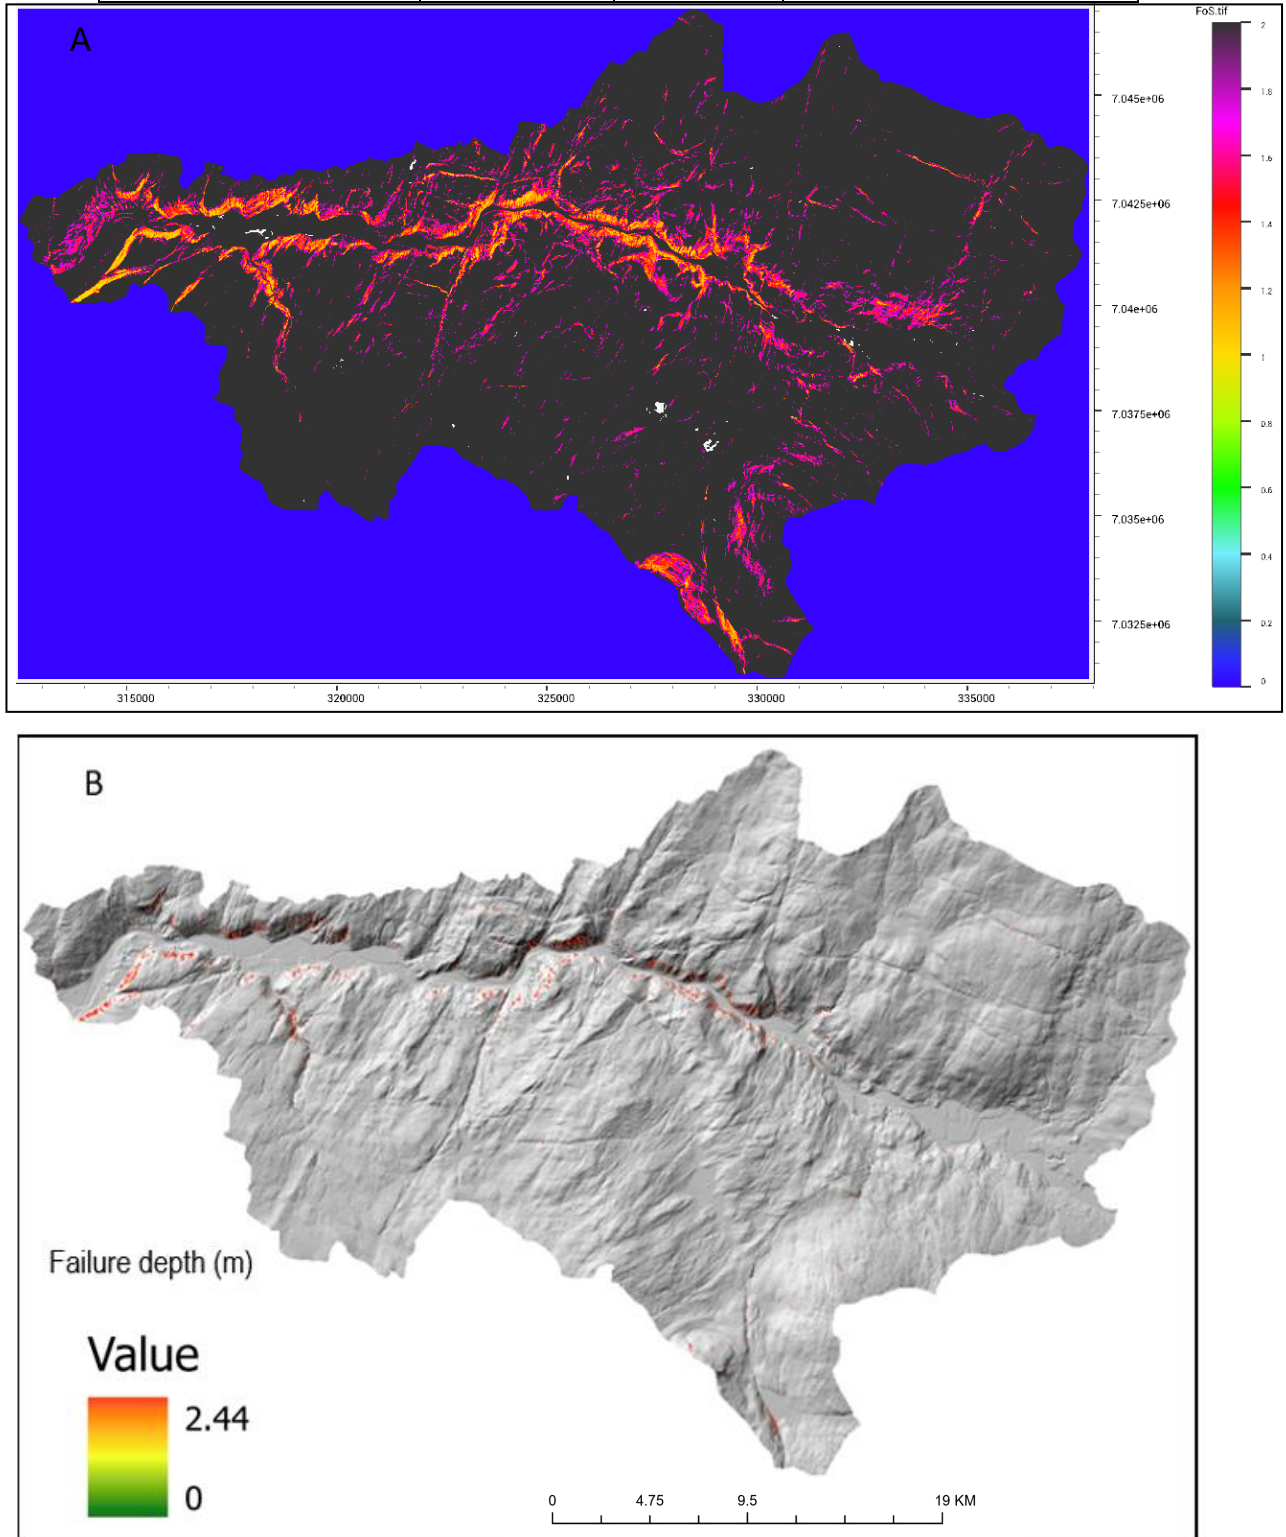 FoS.tif
A
2
1.8
1.6
1.4
1.2
1
0.8
0.6
0.4
0.2
0
7.045e+06
7.0425e+06
7.04e+06
7.0375e+06
7.035e+06
7.0325e+06
315000 320000 325000 330000 335000
B
Failure depth (m)
Value
2.44
0
0 4.75 9.5 19 KM